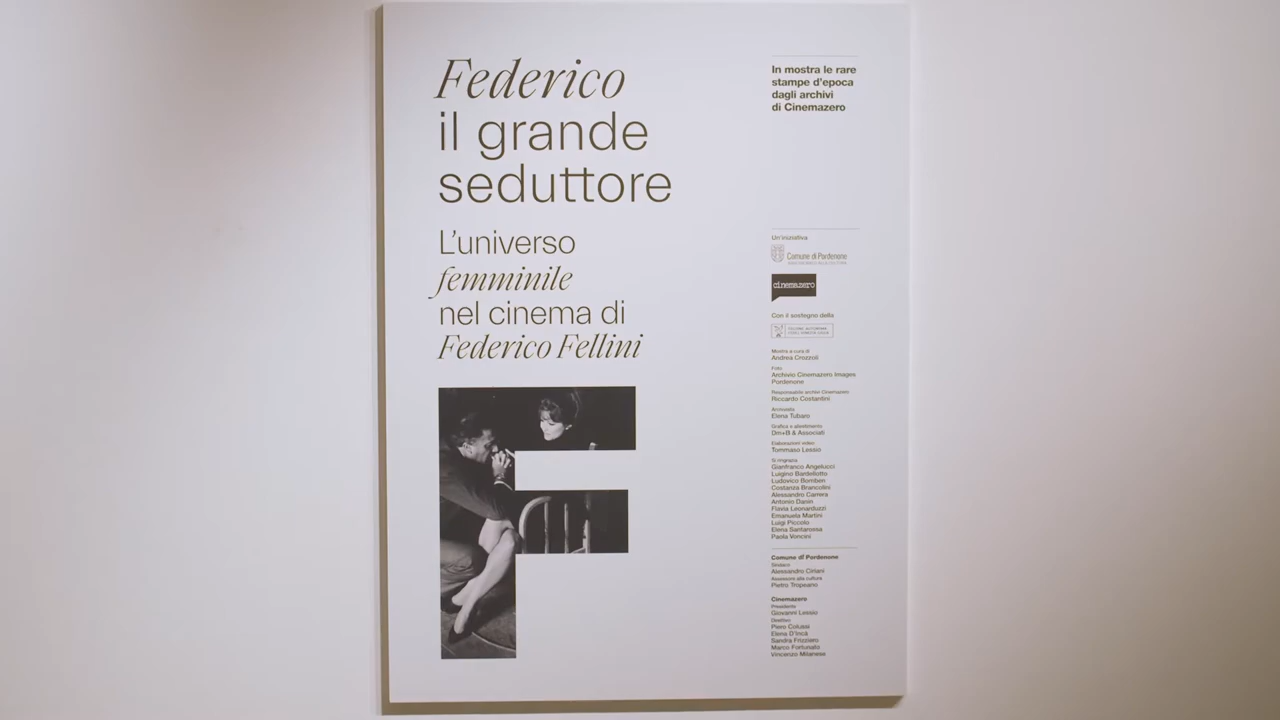 Federico
il grande
seduttore
L'universo
femminile
nel cinema di
Federico Fellini
In mostra le rare
stampe d'epoca
dagli archivi
di Cinemazero
Un'iniziativa
Comune di Pordenone
cinemazero
Con il sostegno della
Mostra a cura di
Andrea Crozzoli
Foto
Archivio Cinemazero Images
Pordenone
Responsabile archivi Cinemazero
Riccardo Costantini
Archivista
Elena Tubaro
Grafica e allestimento
Dm+B & Associati
Elaborazioni video
Tommaso Lessio
Si ringrazia
Gianfranco Angelucci
Luigino Bardellotto
Ludovico Bomben
Costanza Brancolini
Alessandro Carrera
Antonio Danin
Flavia Leonarduzzi
Emanuela Martini
Luigi Piccolo
Elena Santarossa
Paola Voncini
Comune di Pordenone
Sindaco
Alessandro Ciriani
Assessore alla cultura
Pietro Tropeano
Cinemazero
Presidente
Giovanni Lessio
Direttivo
Piero Colussi
Elena D'Incà
Sandra Frizziero
Marco Fortunato
Vincenzo Milanese